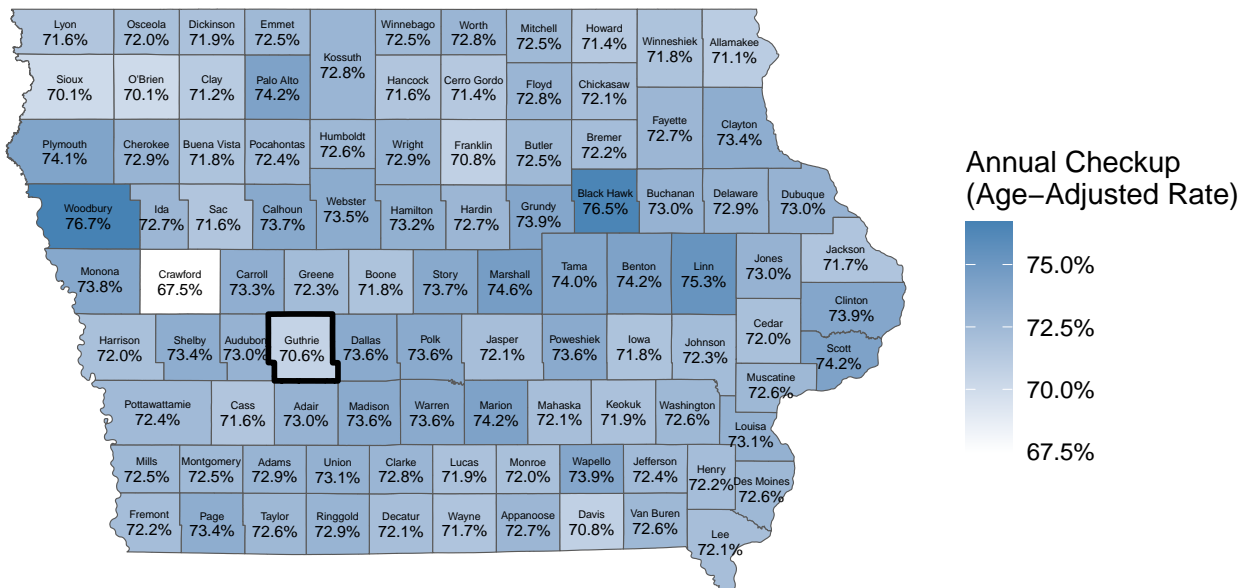 Lyon
71.6%
Osceola
72.0%
Dickinson
71.9%
Emmet
72.5%
Kossuth
72.8%
Winnebago
72.5%
Worth
72.8%
Mitchell
72.5%
Howard
71.4%
Winneshiek
71.8%
Allamakee
71.1%
Sioux
70.1%
O'Brien
70.1%
Clay
71.2%
Palo Alto
74.2%
Hancock
71.6%
Cerro Gordo
71.4%
Floyd
72.8%
Chickasaw
72.1%
Fayette
72.7%
Clayton
73.4%
Plymouth
74.1%
Cherokee
72.9%
Buena Vista
71.8%
Pocahontas
72.4%
Humboldt
72.6%
Wright
72.9%
Franklin
70.8%
Butler
72.5%
Bremer
72.2%
Woodbury
76.7%
Ida
72.7%
Sac
71.6%
Calhoun
73.7%
Webster
73.5%
Hamilton
73.2%
Hardin
72.7%
Grundy
73.9%
Black Hawk
76.5%
Buchanan
73.0%
Delaware
72.9%
Dubuque
73.0%
Monona
73.8%
Crawford
67.5%
Carroll
73.3%
Greene
72.3%
Boone
71.8%
Story
73.7%
Marshall
74.6%
Tama
74.0%
Benton
74.2%
Linn
75.3%
Jones
73.0%
Jackson
71.7%
Clinton
73.9%
Harrison
72.0%
Shelby
73.4%
Audubon
73.0%
Guthrie
70.6%
Dallas
73.6%
Polk
73.6%
Jasper
72.1%
Poweshiek
73.6%
Iowa
71.8%
Johnson
72.3%
Cedar
72.0%
Scott
74.2%
Muscatine
72.6%
Pottawattamie
72.4%
Cass
71.6%
Adair
73.0%
Madison
73.6%
Warren
73.6%
Marion
74.2%
Mahaska
72.1%
Keokuk
71.9%
Washington
72.6%
Louisa
73.1%
Mills
72.5%
Montgomery
72.5%
Adams
72.9%
Union
73.1%
Clarke
72.8%
Lucas
71.9%
Monroe
72.0%
Wapello
73.9%
Jefferson
72.4%
Henry
72.2%
Des Moines
72.6%
Fremont
72.2%
Page
73.4%
Taylor
72.6%
Ringgold
72.9%
Decatur
72.1%
Wayne
71.7%
Appanoose
72.7%
Davis
70.8%
Van Buren
72.6%
Lee
72.1%
Annual Checkup
(Age−Adjusted Rate)
75.0%
72.5%
70.0%
67.5%